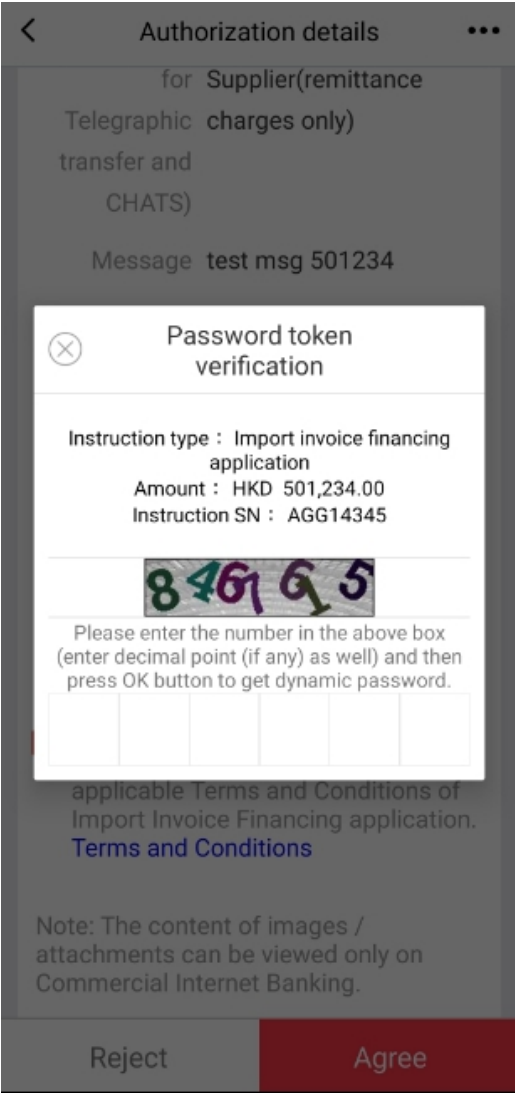 Authorization details
for Supplier(remittance
Telegraphic charges only)
transfer and
CHATS)
Message test msg 501234
Password token
verification
Instruction type : Import invoice financing
application
Amount : HKD 501,234.00
Instruction SN : AGG14345
Please enter the number in the above box
(enter decimal point (if any) as well) and then
press OK button to get dynamic password.
applicable Terms and Conditions of
Import Invoice Financing application.
Terms and Conditions
Note: The content of images /
attachments can be viewed only on
Commercial Internet Banking.
Reject
Agree